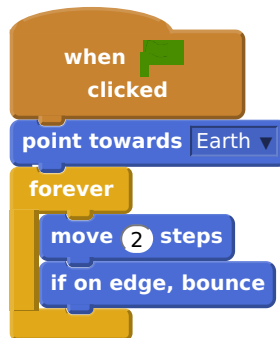 when
clicked
point towards Earth
forever
move 2 steps
if on edge, bounce